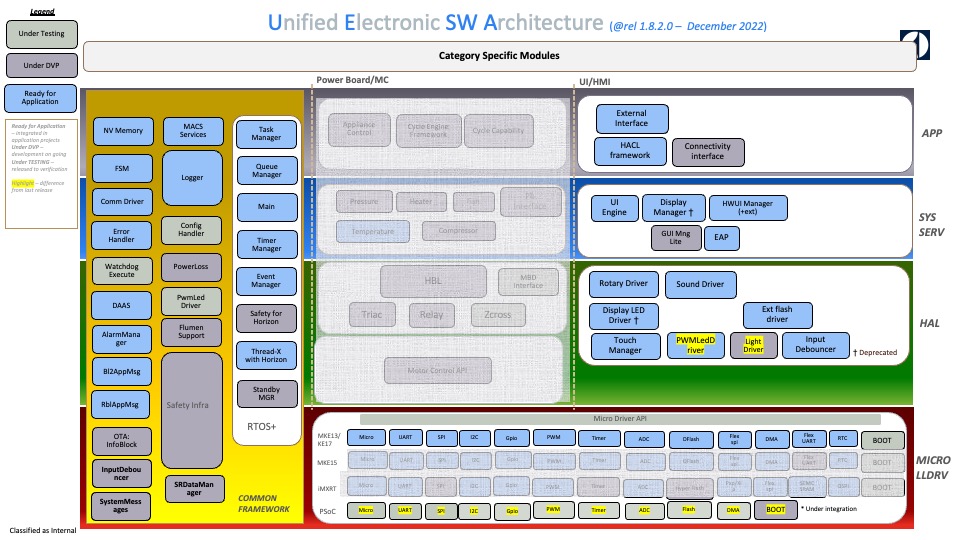 Legend
Unified Electronic SW Architecture (@rel 1.8.2.0 – December 2022)
Under Testing
Under DVP
Ready for
Application
Ready for Application
– integrated in
application projects
Under DVP –
development on going
Under TESTING –
released to verification
Highlight – difference
from last release
Category Specific Modules
Power Board/MC
UI/HMI
NV Memory
FSM
Comm Driver
Error
Handler
Watchdog
Execute
DAAS
AlarmMana
ger
Bl2AppMsg
RblAppMsg
OTA:
InfoBlock
InputDeboun
cer
SystemMess
ages
MACS
Services
Logger
Config
Handler
PowerLoss
PwmLed
Driver
Flumen
Support
Safety Infra
SRDataMan
ager
Task
Manager
Queue
Manager
Main
Timer
Manager
Event
Manager
Safety for
Horizon
Thread-X
with Horizon
Standby
MGR
RTOS+
COMMON
FRAMEWORK
Appliance
Control
Cycle Engine
Framework
Cycle Capability
External
Interface
HACL
framework
Connectivity
interface
APP
Pressure
Heater
Fan
Interface
Temperature
Compressor
UI
Engine
Display
Manager †
HWUI Manager
(+ext)
GUI Mng
Lite
EAP
SYS
SERV
HBL
MBD
Interface
Triac
Relay
Zcross
Motor Control API
Rotary Driver
Sound Driver
Display LED
Driver †
Ext flash
driver
Touch
Manager
PWMLedD
river
Light
Driver
Input
Debouncer
† Deprecated
HAL
Micro Driver API
MKE13/
KE17
Micro
UART
SPI
I2C
Gpio
PWM
Timer
ADC
DFlash
Flex
spi
DMA
Flex
UART
RTC
BOOT
MKE15
Micro
UART
SPI
I2C
Gpio
PWM
Timer
ADC
DFlash
Flex
spi
DMA
Flex
UART
RTC
BOOT
iMXRT
Micro
UART
SPI
I2C
Gpio
PWM
Timer
ADC
Hyper Flash
Flex
spi
BOOT
PSoC
Micro
UART
SPI
I2C
Gpio
PWM
Timer
ADC
Flash
DMA
BOOT
* Under integration
MICRO
LLDRV
Classified as Internal